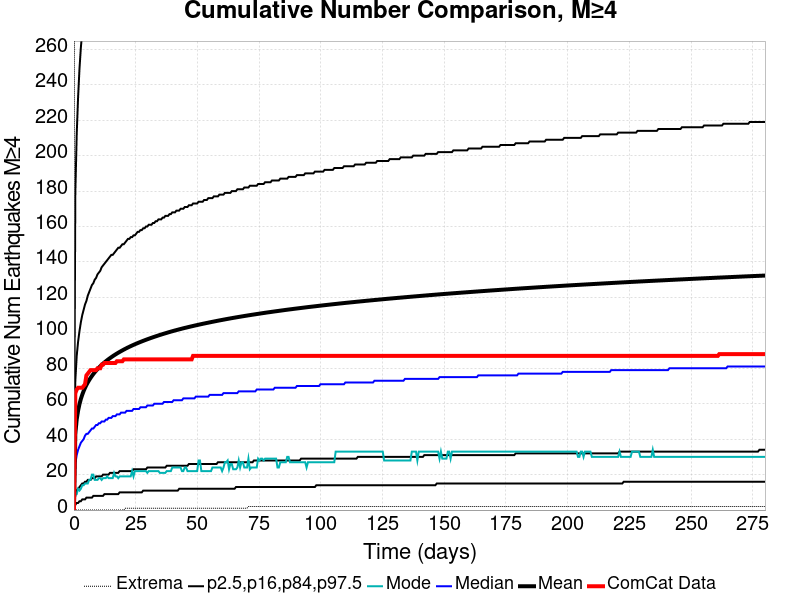 Cumulative Number Comparison, M≥4
Cumulative Num Earthquakes M≥4
260
240
220
200
180
160
140
120
100
80
60
40
20
0
0 25 50 75 100 125 150 175 200 225 250 275
Time (days)
Extrema p2.5,p16,p84,p97.5 Mode Median Mean ComCat Data